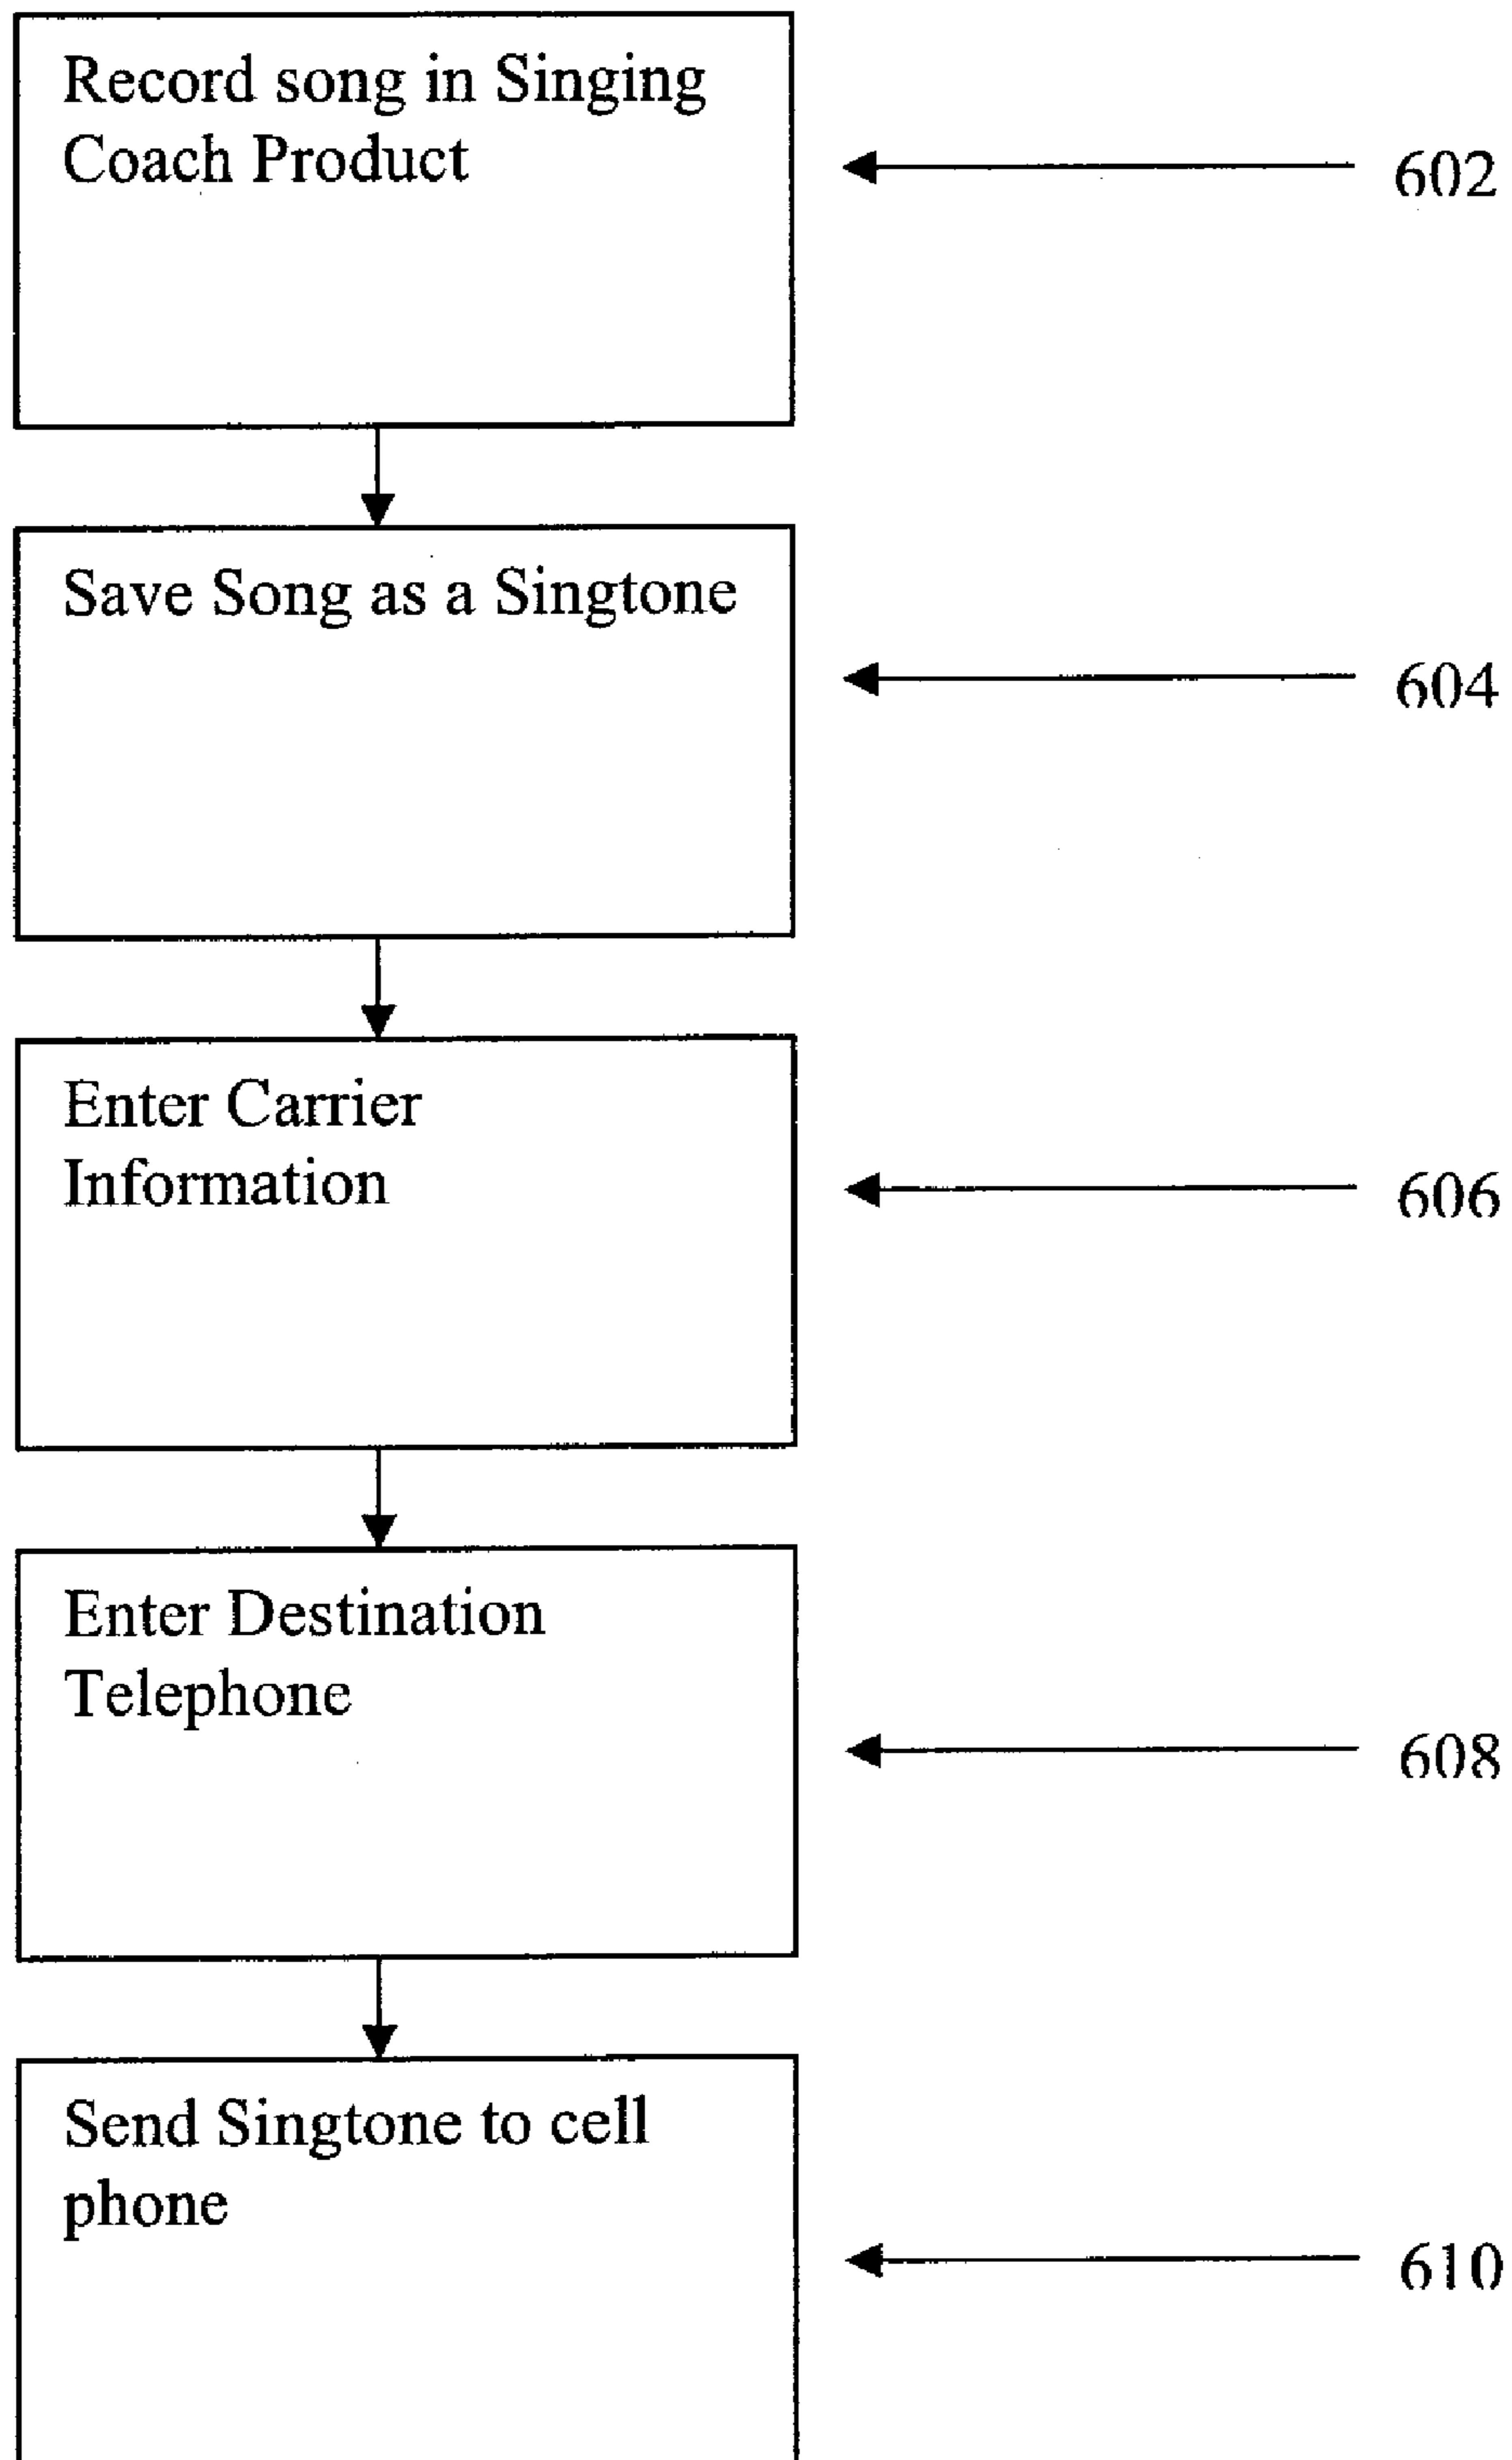 Record song in Singing
Coach Product
602
Save Song as a Singtone
604
Enter Carrier
Information
606
Enter Destination
Telephone
608
Send Singtone to cell
phone
610